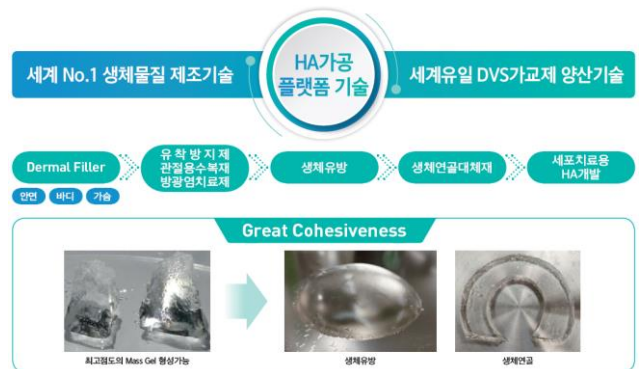 세계 No.1 생체물질 제조기술
HA가공
플랫폼 기술
세계유일 DVS가교제 양산기술
Dermal Filler
유착방지제
관절용수복재
방광염치료제
생체유방
생체연골대체재
세포치료용
HA개발
안면
바디
가슴
Great Cohesiveness
최고점도의 Mass Gel 형성가능
생체유방
생체연골